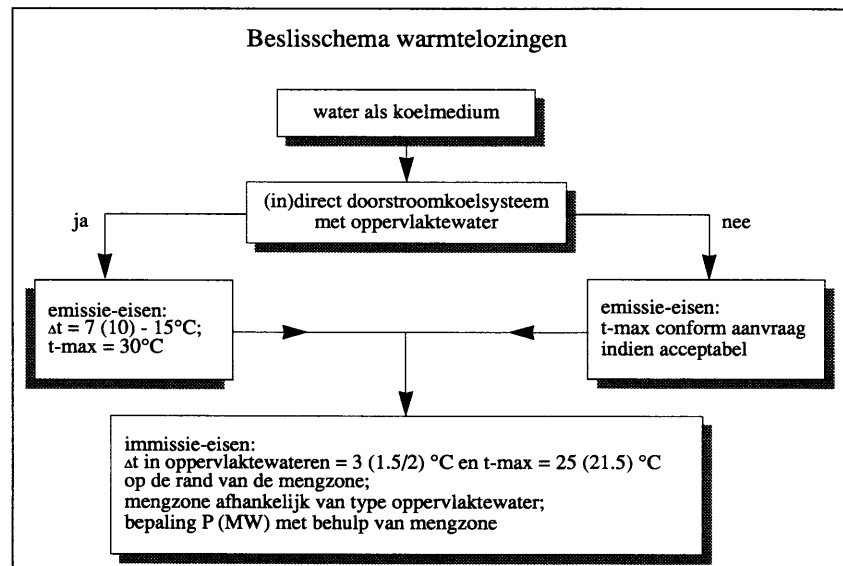 Beslisschema warmtelozingen
water als koelmedium
(in)direct doorstroomkoelsysteem
met oppervlaktewater
ja
nee
emissie-eisen:
Δt = 7 (10) - 15°C;
t-max = 30°C
emissie-eisen:
t-max conform aanvraag
indien acceptabel
immissie-eisen:
Δt in oppervlaktewateren = 3 (1.5/2) °C en t-max = 25 (21.5) °C
op de rand van de mengzone;
mengzone afhankelijk van type oppervlaktewater;
bepaling P (MW) met behulp van mengzone